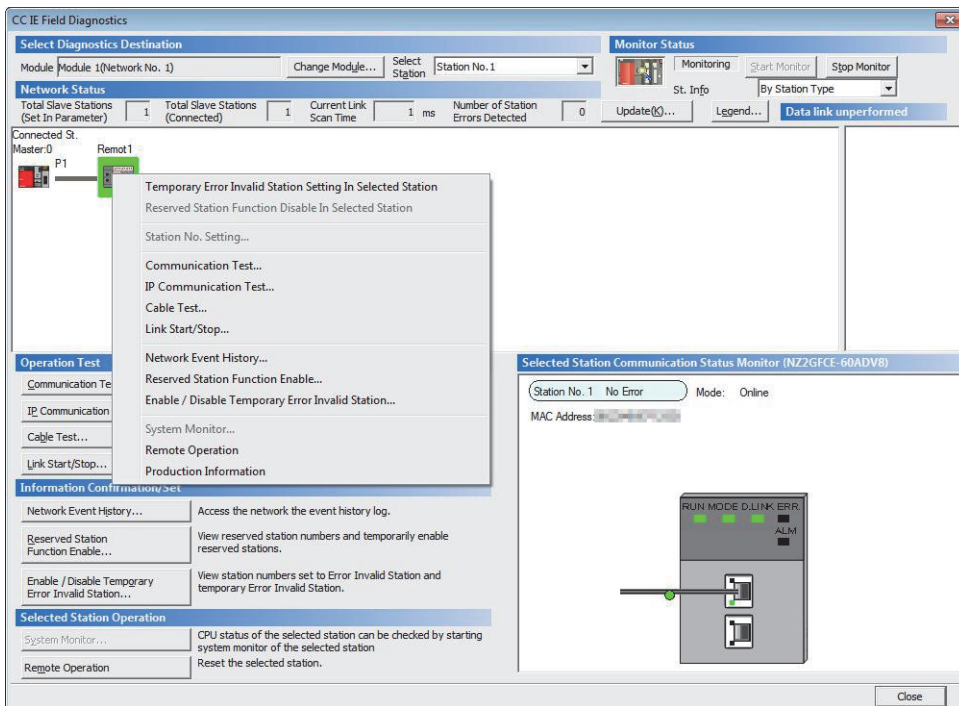 CC IE Field Diagnostics
Select Diagnostics Destination
Module Module 1(Network No. 1)
Change Module...
Select Station
Station No.1
Monitor Status
Monitoring
Start Monitor
Stop Monitor
St. Info
By Station Type
Network Status
Total Slave Stations
(Set In Parameter)
1
Total Slave Stations
(Connected)
1
Current Link
Scan Time
1 ms
Number of Station
Errors Detected
0
Update(K)...
Legend...
Data link unperformed
Connected St.
Master:0
Remot1
P1
Temporary Error Invalid Station Setting In Selected Station
Reserved Station Function Disable In Selected Station
Station No. Setting...
Communication Test...
IP Communication Test...
Cable Test...
Link Start/Stop...
Network Event History...
Reserved Station Function Enable...
Enable / Disable Temporary Error Invalid Station...
System Monitor...
Remote Operation
Production Information
Operation Test
Communication Te
IP Communication
Cable Test...
Link Start/Stop...
Information Confirmation/Set
Network Event History...
Access the network the event history log.
Reserved Station
Function Enable...
View reserved station numbers and temporarily enable
reserved stations.
Enable / Disable Temporary
Error Invalid Station...
View station numbers set to Error Invalid Station and
temporary Error Invalid Station.
Selected Station Operation
System Monitor...
CPU status of the selected station can be checked by starting
system monitor of the selected station
Remote Operation
Reset the selected station.
Selected Station Communication Status Monitor (NZ2GFCE-60ADV8)
Station No. 1 No Error
Mode: Online
MAC Address:
RUN MODE D.LINK ERR.
ALM
Close